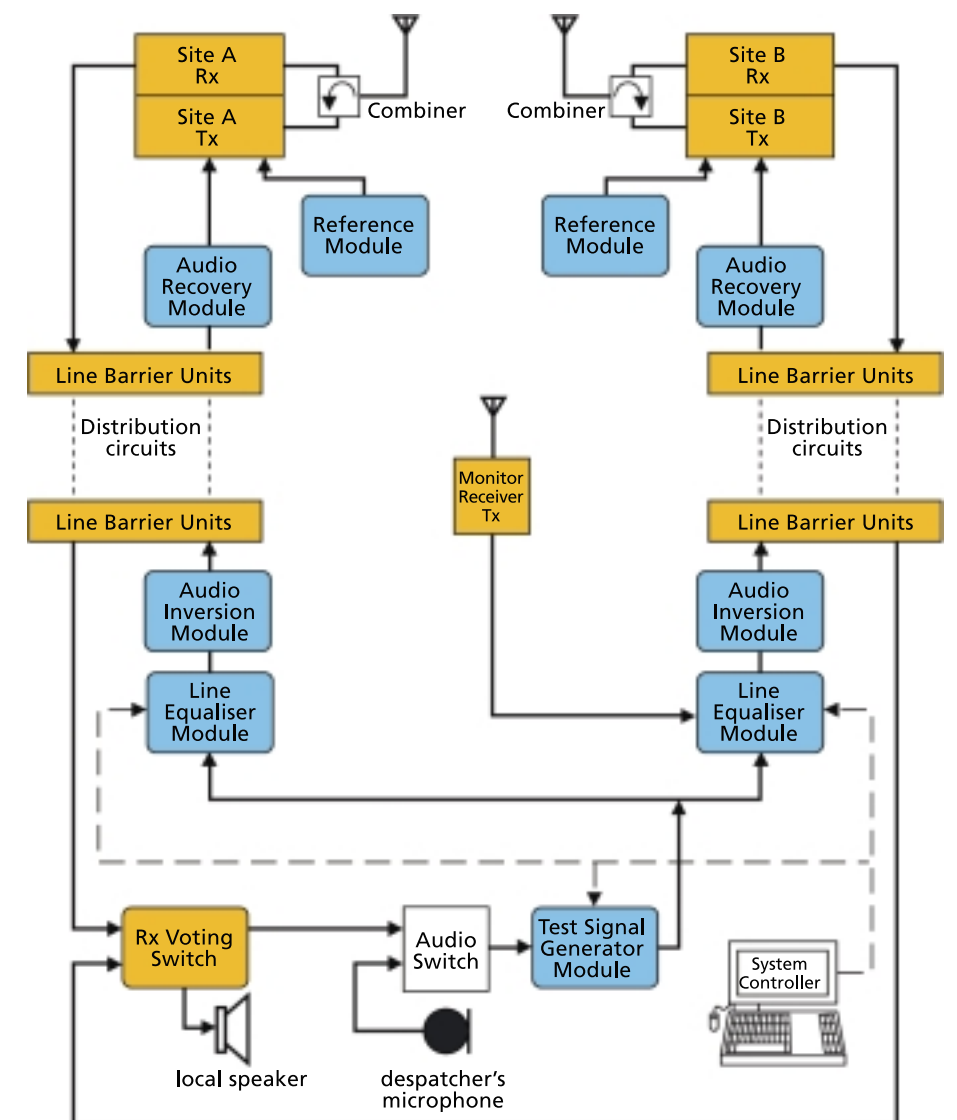 Site A
Rx
Site B
Rx
Combiner
Combiner
Site A
Tx
Site B
Tx
Reference
Module
Reference
Module
Audio
Recovery
Module
Audio
Recovery
Module
Line Barrier Units
Line Barrier Units
Distribution
circuits
Distribution
circuits
Monitor
Receiver
Tx
Line Barrier Units
Line Barrier Units
Audio
Inversion
Module
Audio
Inversion
Module
Line
Equaliser
Module
Line
Equaliser
Module
Rx Voting
Switch
Audio
Switch
Test Signal
Generator
Module
System
Controller
local speaker
despatcher's
microphone